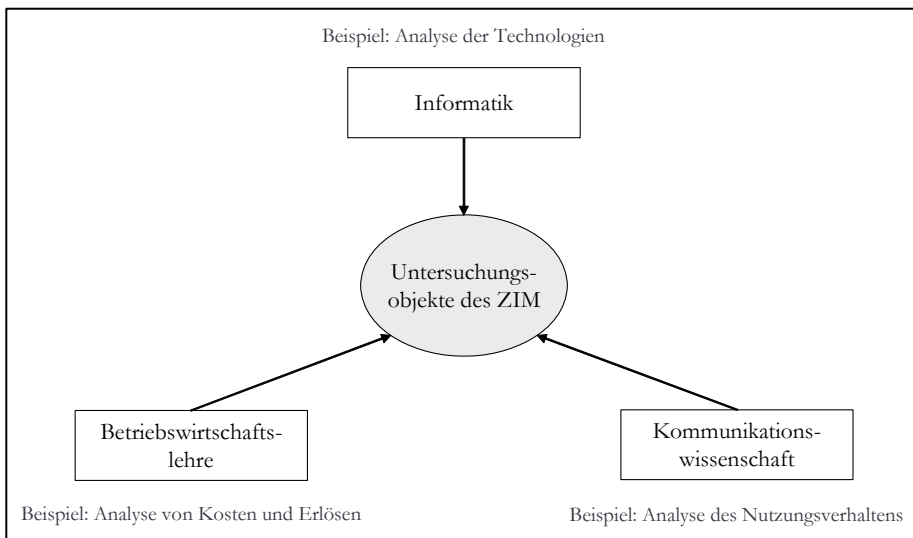 Beispiel: Analyse der Technologien
Informatik
Untersuchungs-
objekte des ZIM
Betriebswirtschafts-
lehre
Beispiel: Analyse von Kosten und Erlösen
Kommunikations-
wissenschaft
Beispiel: Analyse des Nutzungsverhaltens